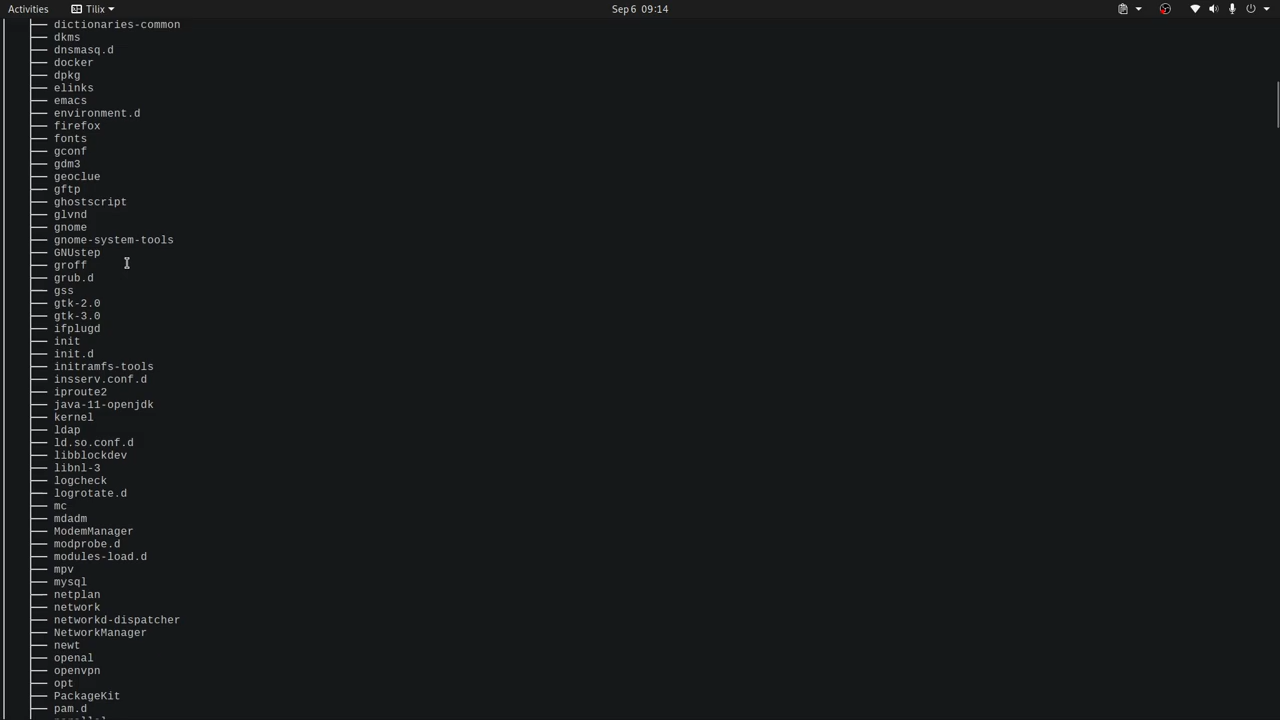 Activities Tilix Sep 6 09:14
dictionaries-common
dkms
dnsmasq.d
docker
dpkg
elinks
emacs
environment.d
firefox
fonts
gconf
gdm3
geoclue
gftp
ghostscript
glvnd
gnome
gnome-system-tools
GNUstep
groff
grub.d
gss
gtk-2.0
gtk-3.0
ifplugd
init
init.d
initramfs-tools
insserv.conf.d
iproute2
java-11-openjdk
kernel
ldap
ld.so.conf.d
libblockdev
libnl-3
logcheck
logrotate.d
mc
mdadm
ModemManager
modprobe.d
modules-load.d
mpv
mysql
netplan
network
networkd-dispatcher
NetworkManager
newt
openal
openvpn
opt
PackageKit
pam.d